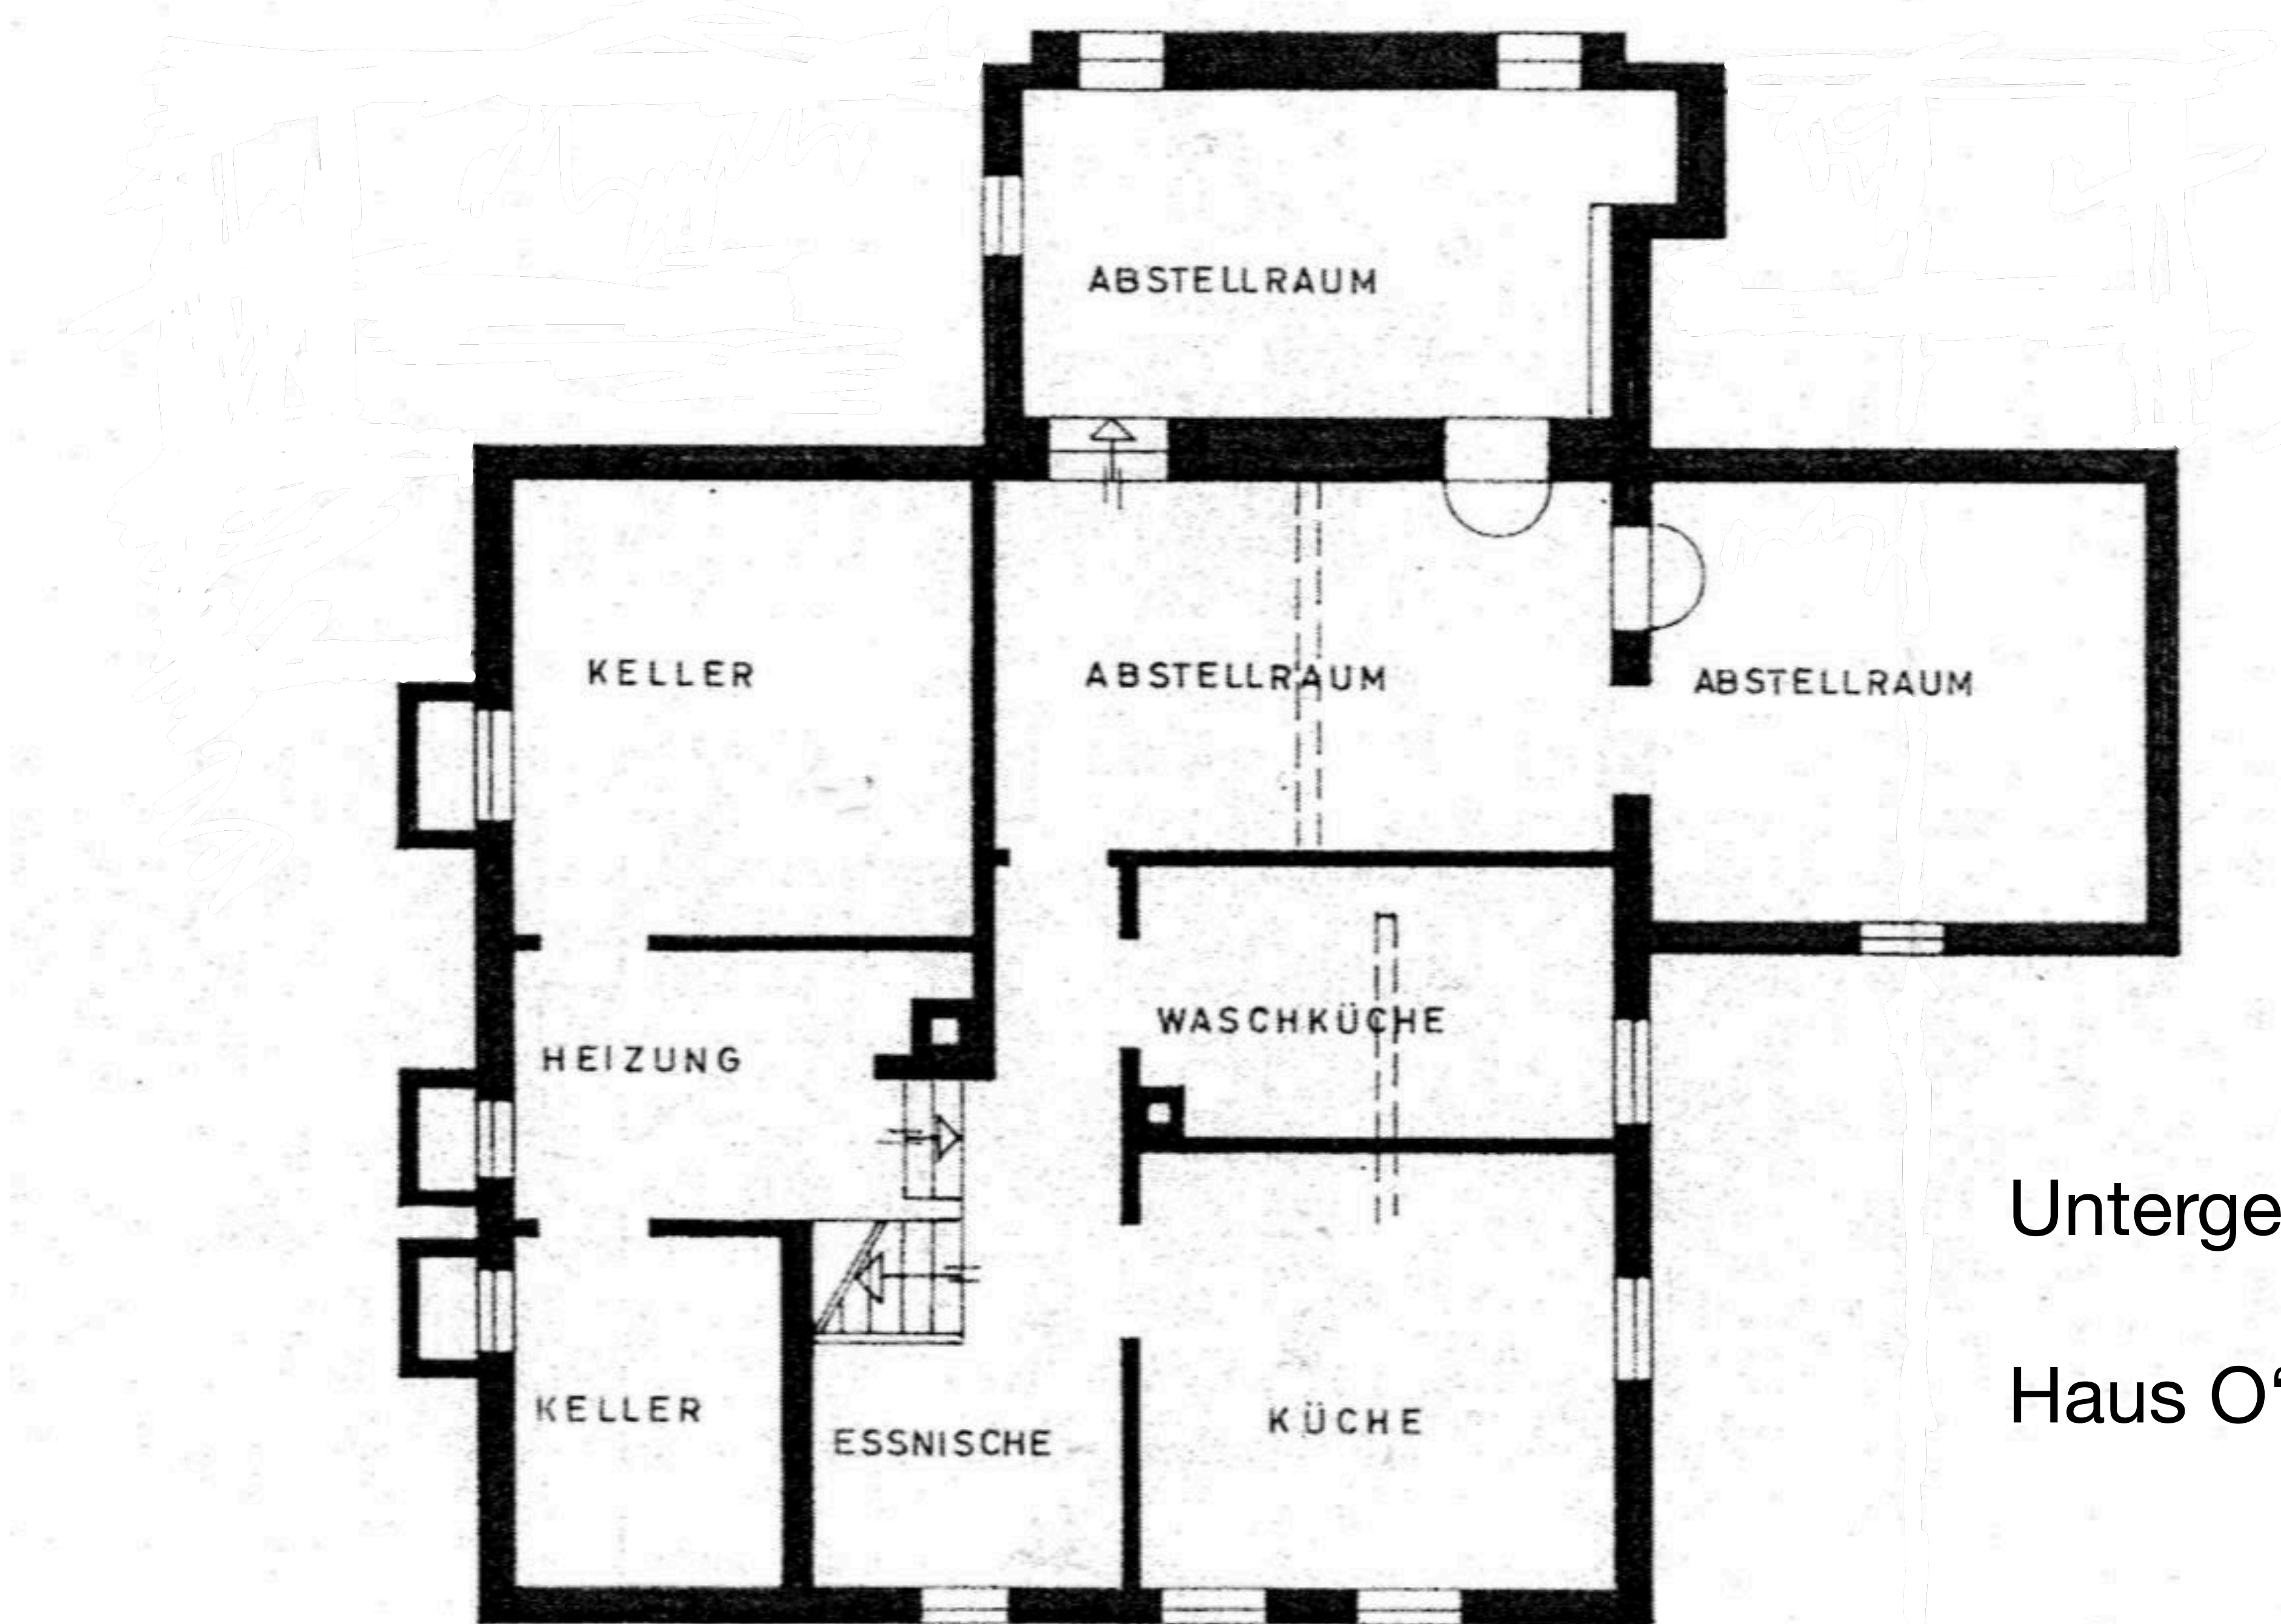 ABSTELLRAUM
KELLER
ABSTELLRAUM
ABSTELLRAUM
WASCHKÜCHE
HEIZUNG
KELLER
ESSNISCHE
KÜCHE
Unterge
Haus O‘